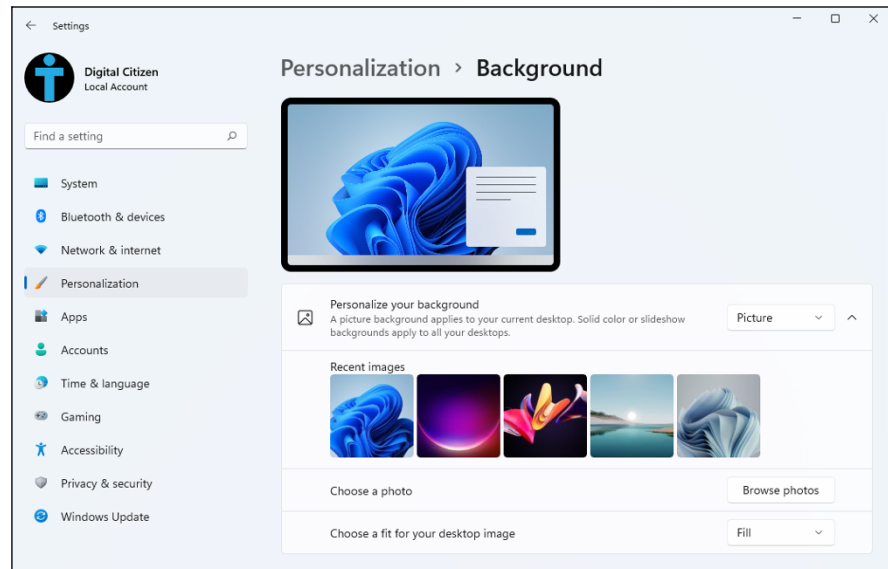 Settings
Digital Citizen
Local Account
Find a setting
System
Bluetooth & devices
Network & internet
Personalization
Apps
Accounts
Time & language
Gaming
Accessibility
Privacy & security
Windows Update
Personalization > Background
Personalize your background
A picture background applies to your current desktop. Solid color or slideshow
backgrounds apply to all your desktops.
Picture
Recent images
Choose a photo
Browse photos
Choose a fit for your desktop image
Fill